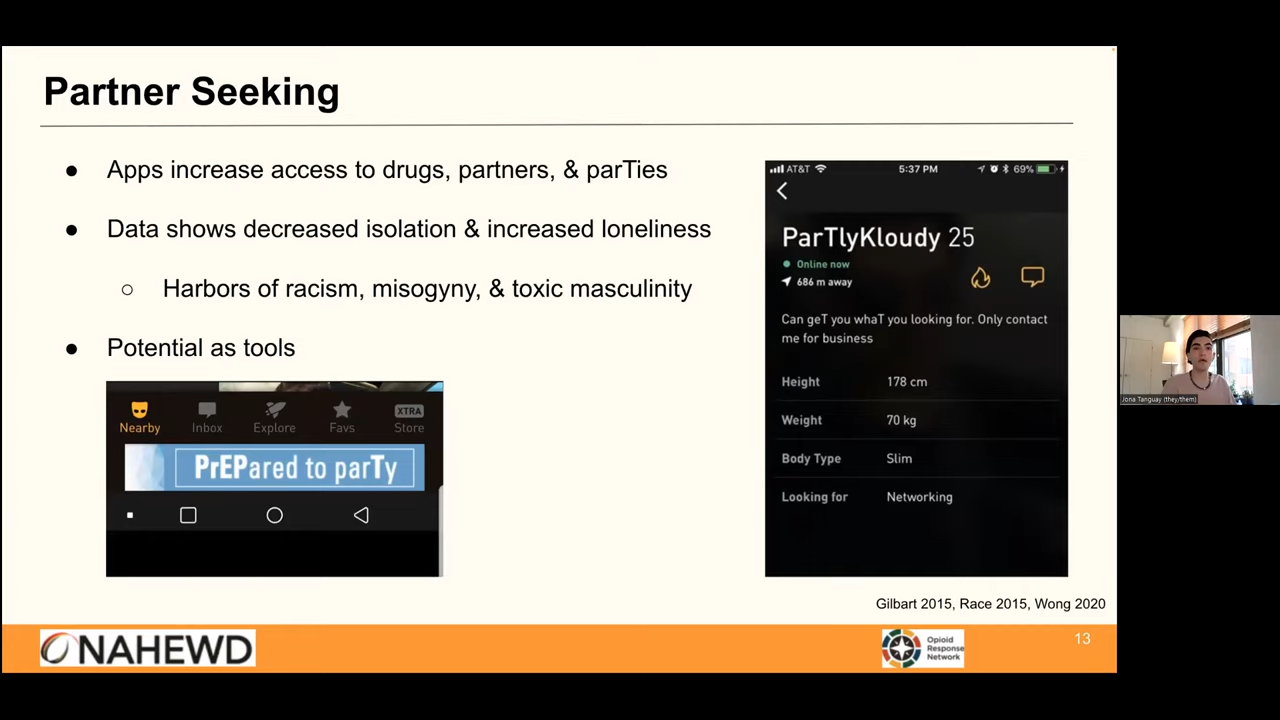 Partner Seeking
● Apps increase access to drugs, partners, & parTies
● Data shows decreased isolation & increased loneliness
○ Harbors of racism, misogyny, & toxic masculinity
● Potential as tools
Nearby Inbox Explore Favs XTRA Store
PrEPared to parTy
AT&T 5:37 PM 69%
ParTlyKloudy 25
Online now
686 m away
Can geT you whaT you looking for. Only contact
me for business
Height 178 cm
Weight 70 kg
Body Type Slim
Looking for Networking
Gilbart 2015, Race 2015, Wong 2020
NAHEWD
Opioid
Response
Network
13
Jona Tanguay (they/them)